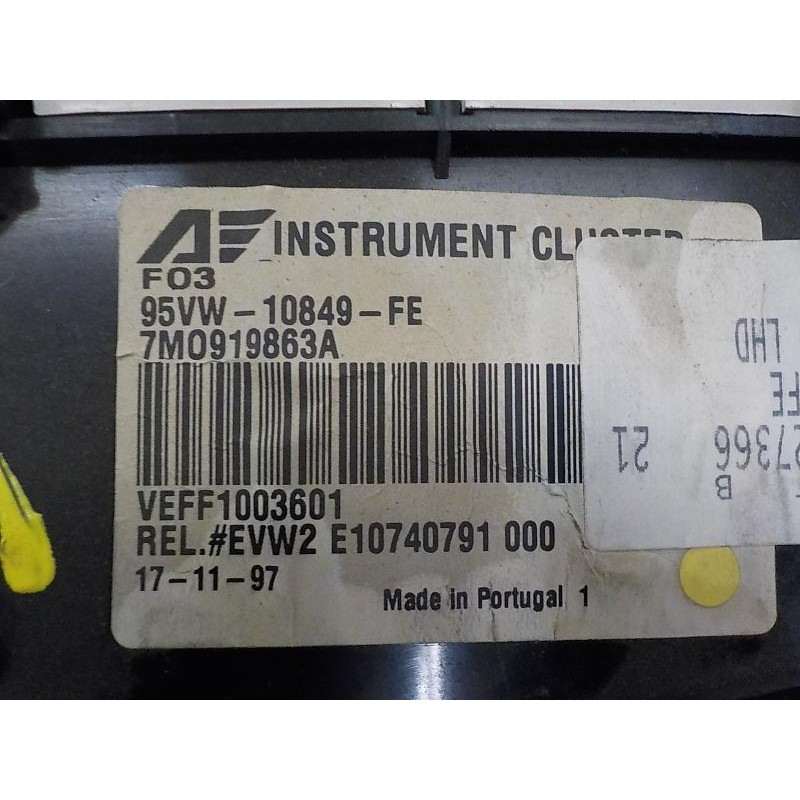 INSTRUMENT CLUSTER
F03
95VW-10849-FE
7M0919863A
VEFF1003601
REL.#EVW2 E10740791 000
17-11-97
Made in Portugal 1
LHD
FE
27366 21
B